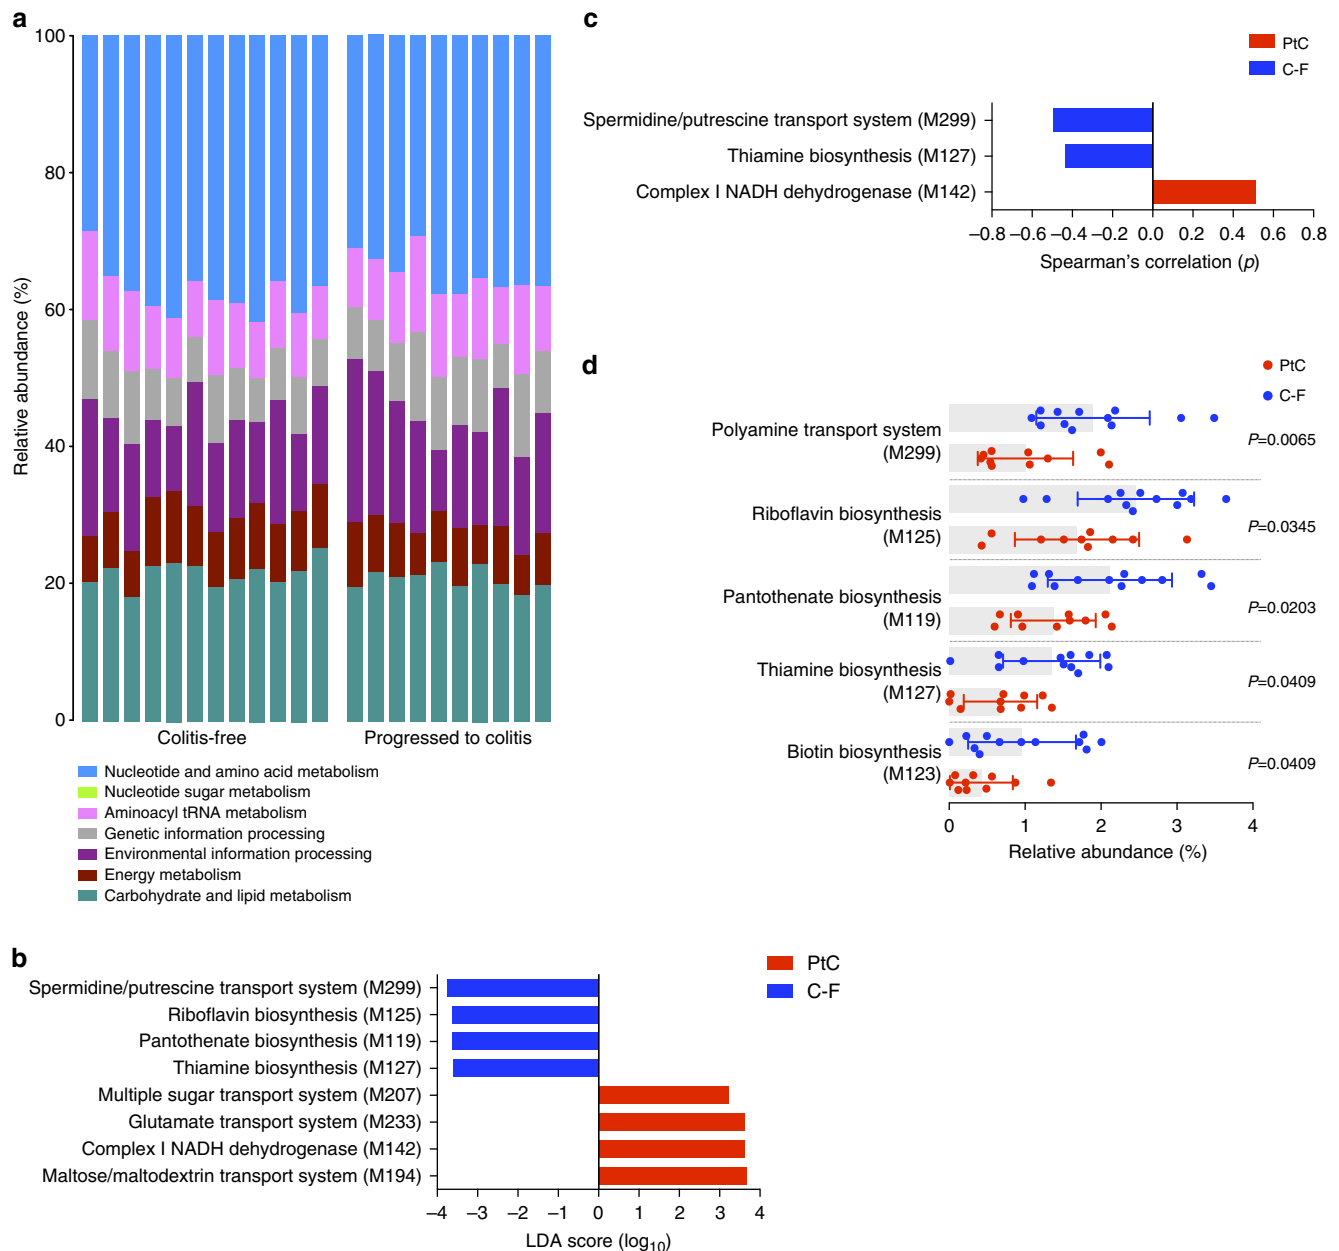 a
100
80
60
40
20
0
Relative abundance (%)
Colitis-free
Progressed to colitis
Nucleotide and amino acid metabolism
Nucleotide sugar metabolism
Aminoacyl tRNA metabolism
Genetic information processing
Environmental information processing
Energy metabolism
Carbohydrate and lipid metabolism
b
PtC
C-F
Spermidine/putrescine transport system (M299)
Riboflavin biosynthesis (M125)
Pantothenate biosynthesis (M119)
Thiamine biosynthesis (M127)
Multiple sugar transport system (M207)
Glutamate transport system (M233)
Complex I NADH dehydrogenase (M142)
Maltose/maltodextrin transport system (M194)
–4 –3 –2 –1 0 1 2 3 4
LDA score (log10)
c
PtC
C-F
Spermidine/putrescine transport system (M299)
Thiamine biosynthesis (M127)
Complex I NADH dehydrogenase (M142)
–0.8 –0.6 –0.4 –0.2 0.0 0.2 0.4 0.6 0.8
Spearman's correlation (p)
d
PtC
C-F
Polyamine transport system
(M299)
P=0.0065
Riboflavin biosynthesis
(M125)
P=0.0345
Pantothenate biosynthesis
(M119)
P=0.0203
Thiamine biosynthesis
(M127)
P=0.0409
Biotin biosynthesis
(M123)
P=0.0409
0 1 2 3 4
Relative abundance (%)